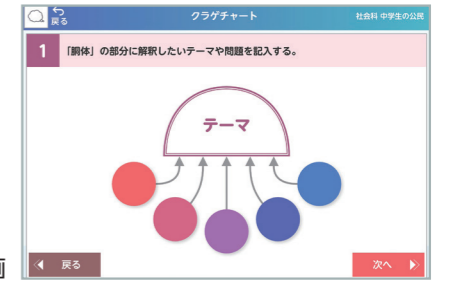 戻る
クラゲチャート
社会科 中学生の公民
1 「胴体」の部分に解釈したいテーマや問題を記入する。
テーマ
戻る
次へ